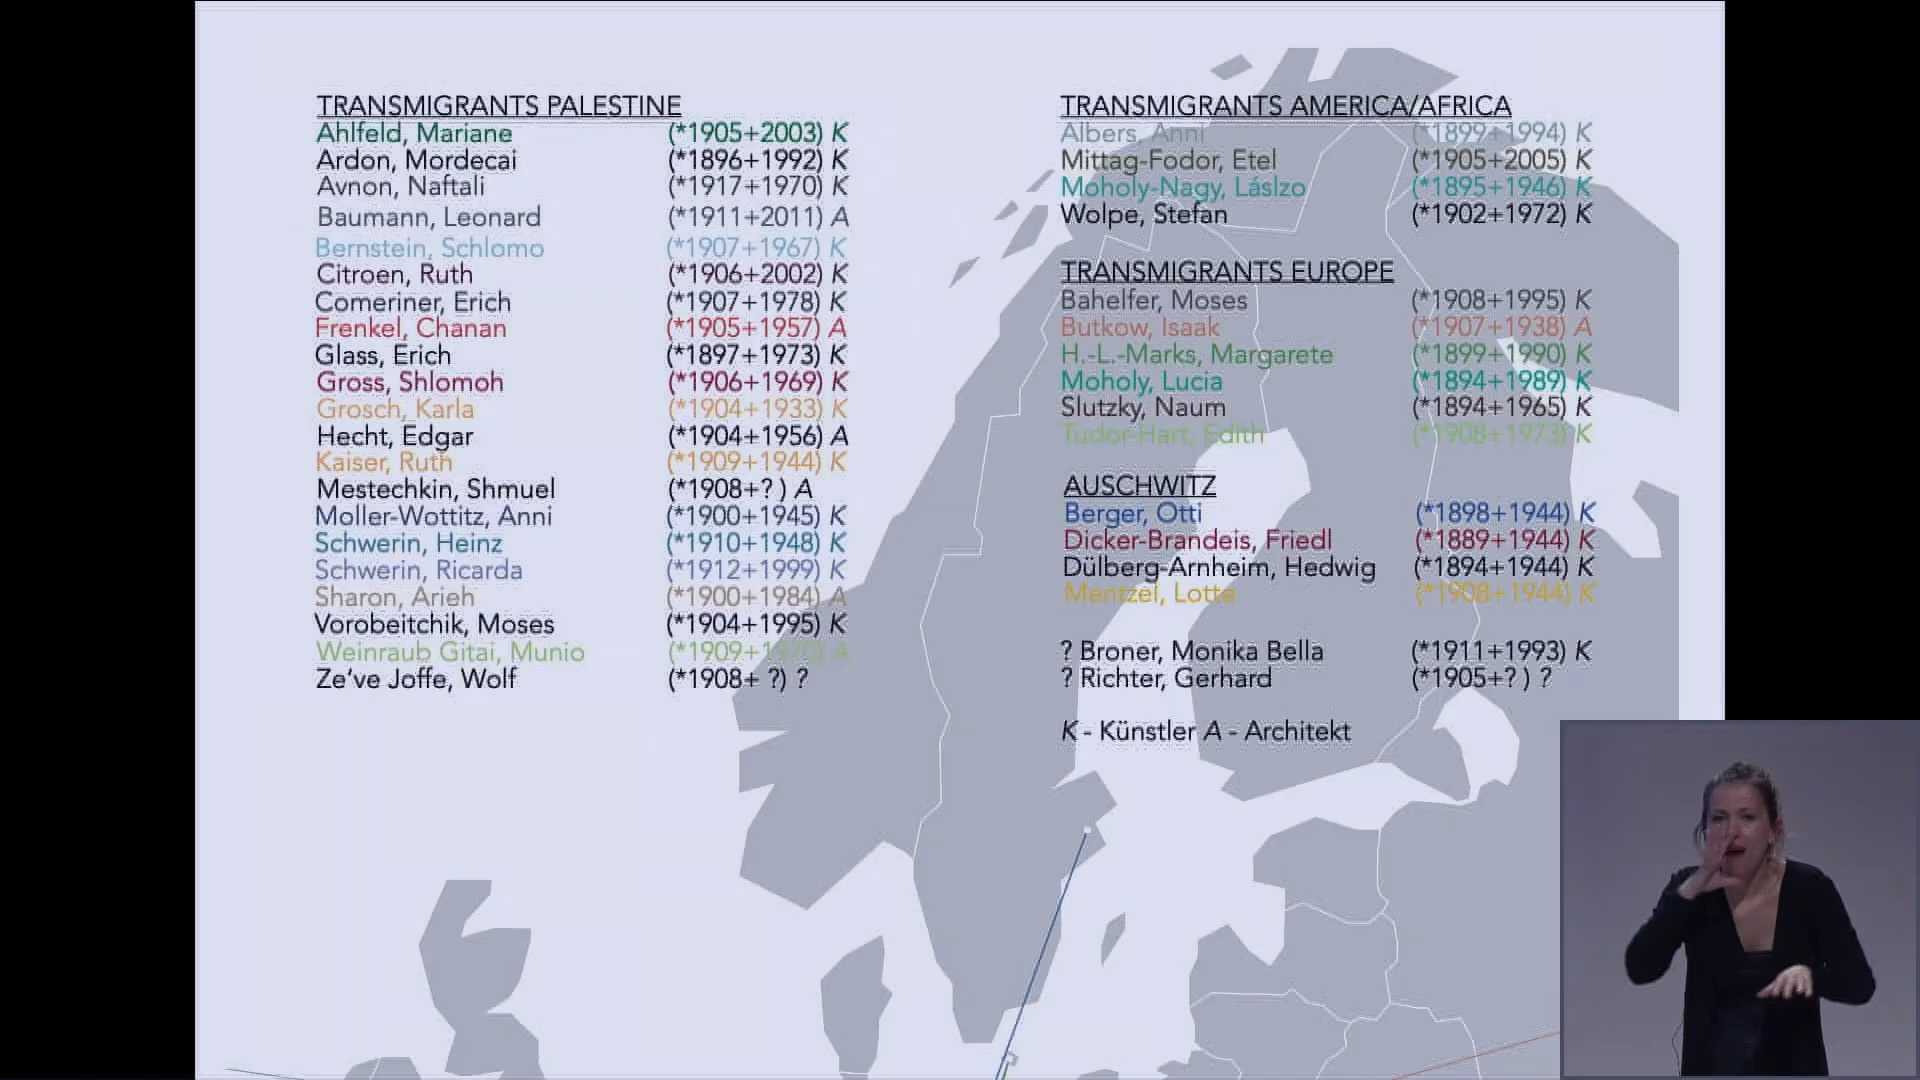 TRANSMIGRANTS PALESTINE
Ahlfeld, Mariane (*1905+2003) K
Ardon, Mordecai (*1896+1992) K
Avnon, Naftali (*1917+1970) K
Baumann, Leonard (*1911+2011) A
Bernstein, Schlomo (*1907+1967) K
Citroen, Ruth (*1906+2002) K
Comeriner, Erich (*1907+1978) K
Frenkel, Chanan (*1905+1957) A
Glass, Erich (*1897+1973) K
Gross, Shlomoh (*1906+1969) K
Grosch, Karla (*1904+1933) K
Hecht, Edgar (*1904+1956) A
Kaiser, Ruth (*1909+1944) K
Mestechkin, Shmuel (*1908+? ) A
Moller-Wottitz, Anni (*1900+1945) K
Schwerin, Heinz (*1910+1948) K
Schwerin, Ricarda (*1912+1999) K
Sharon, Arieh (*1900+1984) A
Vorobeitchik, Moses (*1904+1995) K
Weinraub Gitai, Munio (*1909+1970) A
Ze've Joffe, Wolf (*1908+ ?) ?
TRANSMIGRANTS AMERICA/AFRICA
Albers, Anni (*1899+1994) K
Mittag-Fodor, Etel (*1905+2005) K
Moholy-Nagy, Láslzo (*1895+1946) K
Wolpe, Stefan (*1902+1972) K
TRANSMIGRANTS EUROPE
Bahelfer, Moses (*1908+1995) K
Butkow, Isaak (*1907+1938) A
H.-L.-Marks, Margarete (*1899+1990) K
Moholy, Lucia (*1894+1989) K
Slutzky, Naum (*1894+1965) K
Tudor-Hart, Edith (*1908+1973) K
AUSCHWITZ
Berger, Otti (*1898+1944) K
Dicker-Brandeis, Friedl (*1889+1944) K
Dülberg-Arnheim, Hedwig (*1894+1944) K
Mentzel, Lotte (*1908+1944) K
? Broner, Monika Bella (*1911+1993) K
? Richter, Gerhard (*1905+? ) ?
K - Künstler A - Architekt